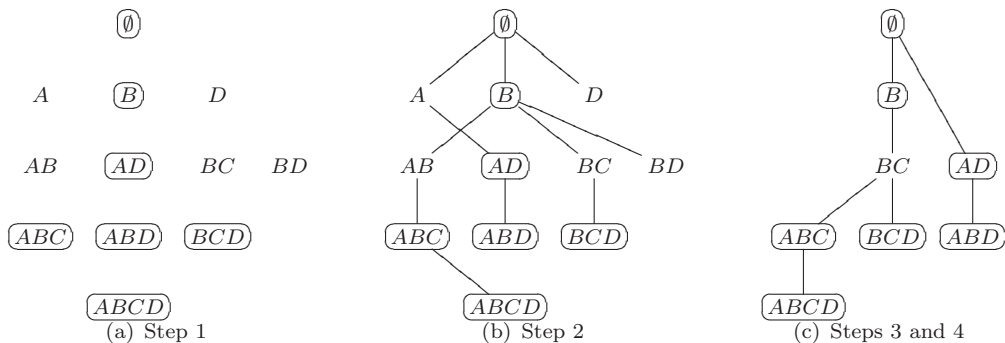 ∅ ∅ ∅
A B D A B D B
AB AD BC BD AB AD BC BD BC AD
ABC ABD BCD ABC ABD BCD ABC BCD ABD
ABCD ABCD ABCD
(a) Step 1 (b) Step 2 (c) Steps 3 and 4